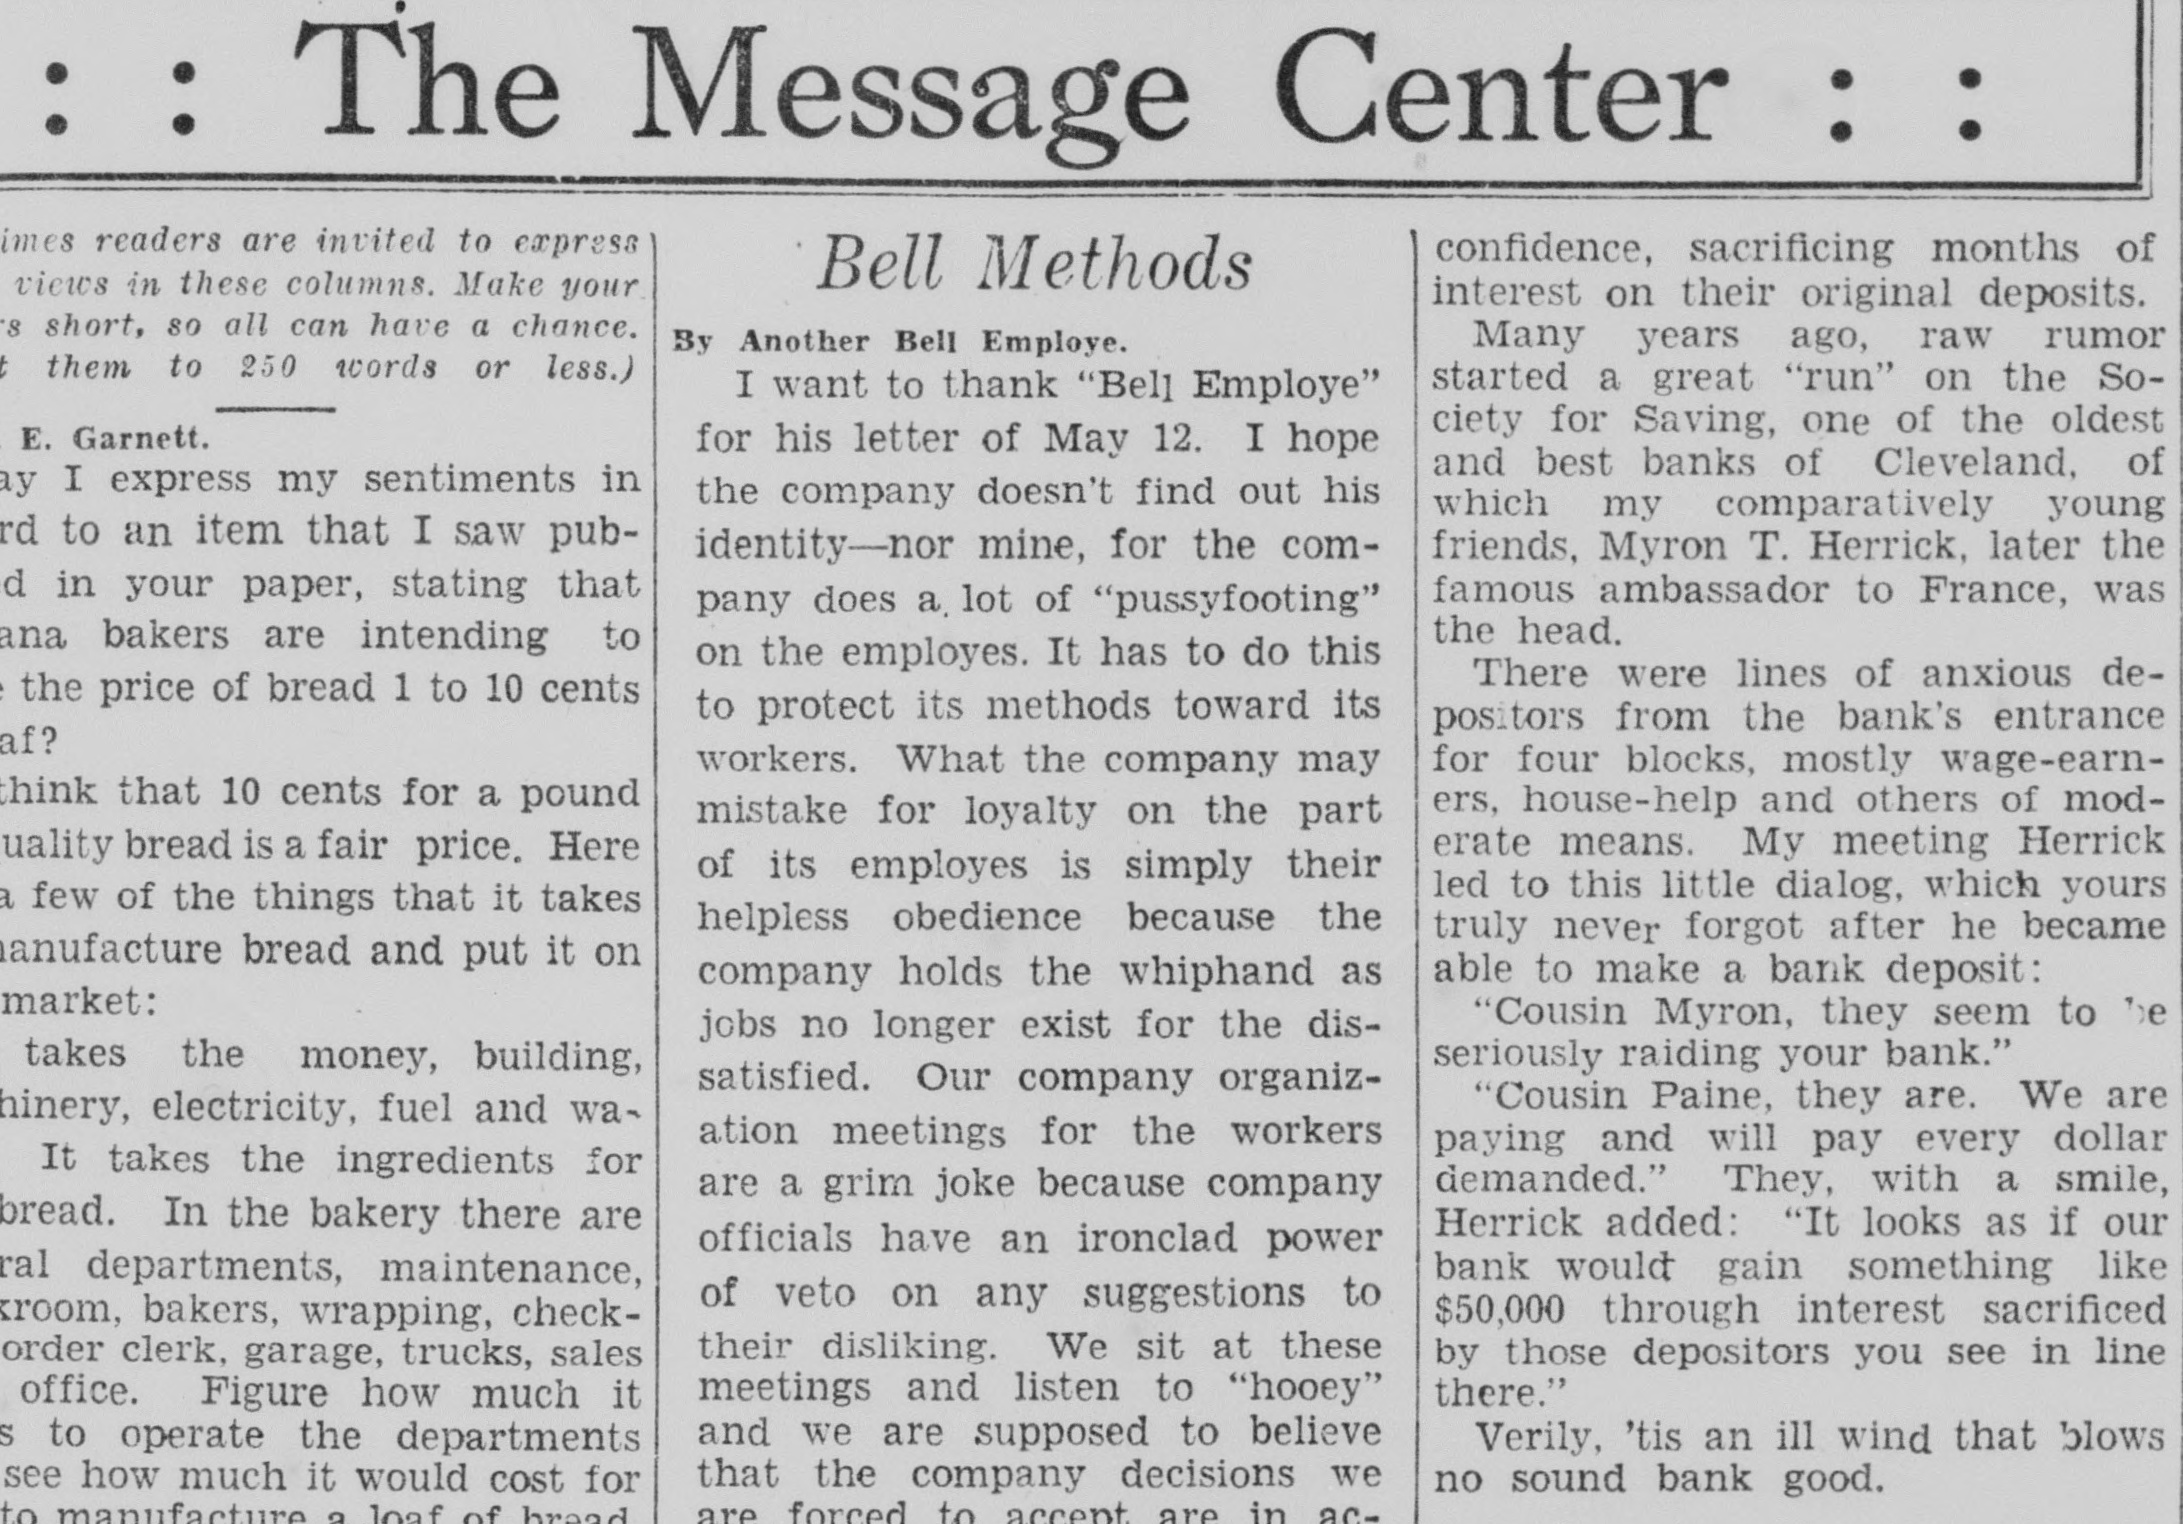 : : The Message Center : :
imes readers are invited to express
views in these columns. Make your
s short, so all can have a chance.
t them to 250 words or less.)
E. Garnett.
ay I express my sentiments in
rd to an item that I saw pub-
d in your paper, stating that
ana bakers are intending to
e the price of bread 1 to 10 cents
af?
think that 10 cents for a pound
uality bread is a fair price. Here
a few of the things that it takes
anufacture bread and put it on
market:
takes the money, building,
hinery, electricity, fuel and wa-
It takes the ingredients for
bread. In the bakery there are
ral departments, maintenance,
kroom, bakers, wrapping, check-
order clerk, garage, trucks, sales
office. Figure how much it
s to operate the departments
see how much it would cost for
to manufacture a loaf of bread
Bell Methods
By Another Bell Employe.
I want to thank “Bell Employe”
for his letter of May 12. I hope
the company doesn't find out his
identity—nor mine, for the com-
pany does a lot of “pussyfooting”
on the employes. It has to do this
to protect its methods toward its
workers. What the company may
mistake for loyalty on the part
of its employes is simply their
helpless obedience because the
company holds the whiphand as
jobs no longer exist for the dis-
satisfied. Our company organiz-
ation meetings for the workers
are a grim joke because company
officials have an ironclad power
of veto on any suggestions to
their disliking. We sit at these
meetings and listen to “hooey”
and we are supposed to believe
that the company decisions we
are forced to accept are in ac-
confidence, sacrificing months of
interest on their original deposits.
Many years ago, raw rumor
started a great “run” on the So-
ciety for Saving, one of the oldest
and best banks of Cleveland, of
which my comparatively young
friends, Myron T. Herrick, later the
famous ambassador to France, was
the head.
There were lines of anxious de-
positors from the bank's entrance
for four blocks, mostly wage-earn-
ers, house-help and others of mod-
erate means. My meeting Herrick
led to this little dialog, which yours
truly never forgot after he became
able to make a bank deposit:
“Cousin Myron, they seem to be
seriously raiding your bank.”
“Cousin Paine, they are. We are
paying and will pay every dollar
demanded.” They, with a smile,
Herrick added: “It looks as if our
bank would gain something like
$50,000 through interest sacrificed
by those depositors you see in line
there.”
Verily, 'tis an ill wind that blows
no sound bank good.